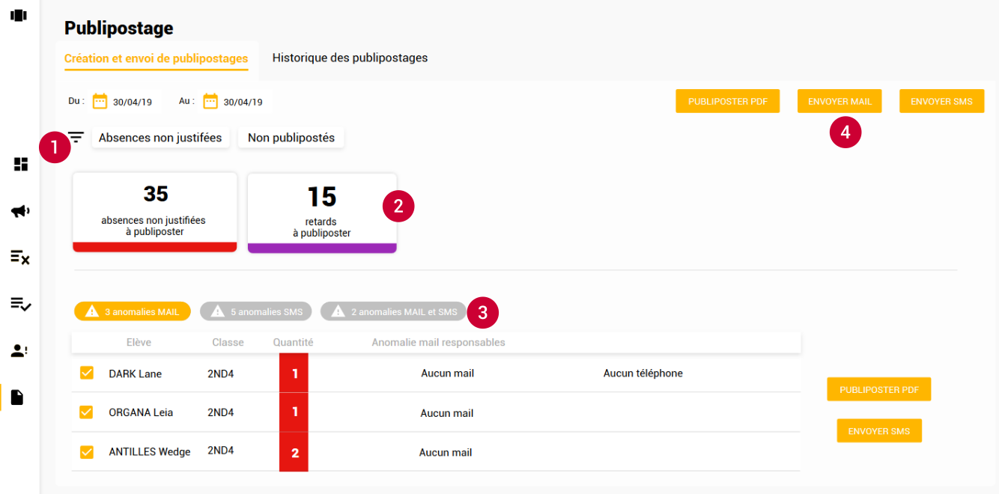 Publipostage
Création et envoi de publipostages
Historique des publipostages
Du : 30/04/19 Au : 30/04/19
PUBLIPOSTER PDF
ENVOYER MAIL
ENVOYER SMS
4
1
Absences non justifées
Non publipostés
35
absences non justifiées
à publiposter
15
retards
à publiposter
2
3 anomalies MAIL
5 anomalies SMS
2 anomalies MAIL et SMS
3
Elève Classe Quantité Anomalie mail responsables
DARK Lane 2ND4 1 Aucun mail Aucun téléphone
ORGANA Leia 2ND4 1 Aucun mail
ANTILLES Wedge 2ND4 2 Aucun mail
PUBLIPOSTER PDF
ENVOYER SMS